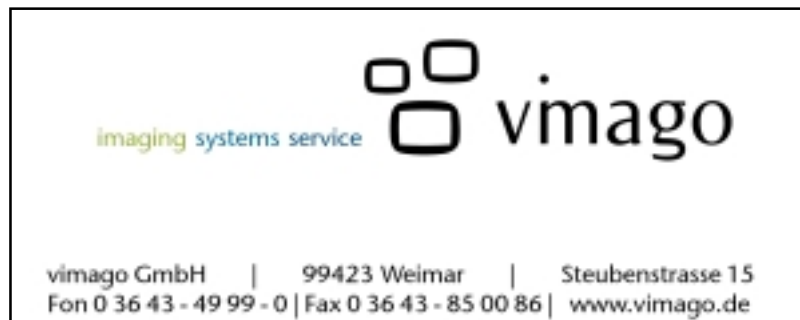 imaging systems service vimago
vimago GmbH | 99423 Weimar | Steubenstrasse 15
Fon 0 36 43 - 49 99 - 0 | Fax 0 36 43 - 85 00 86 | www.vimago.de